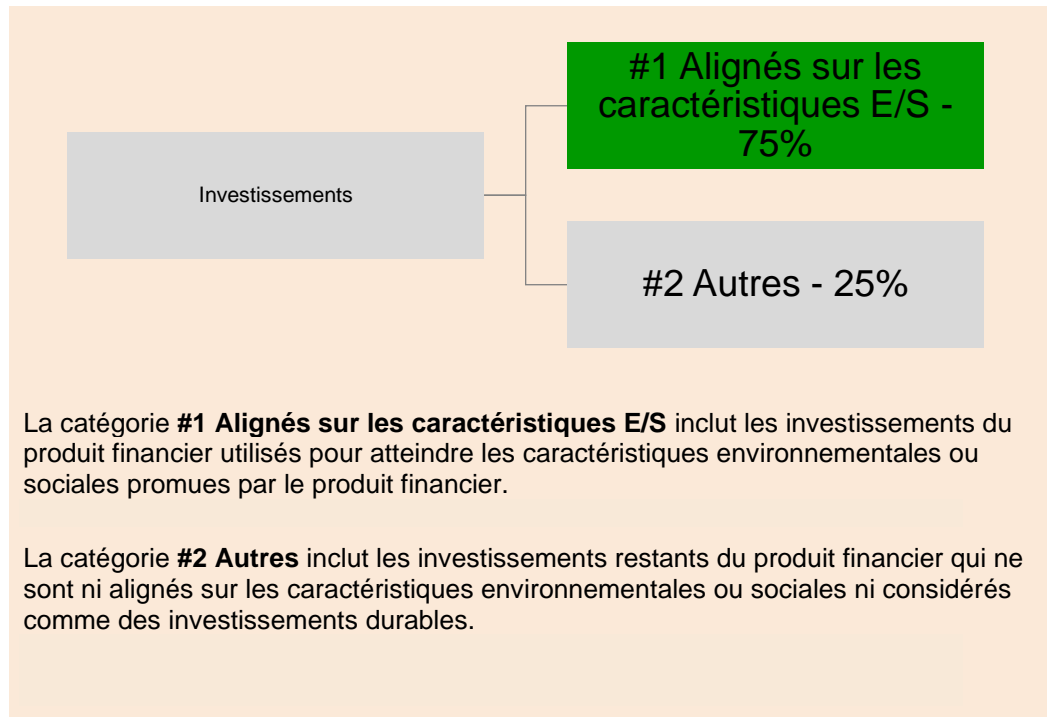 #1 Alignés sur les
caractéristiques E/S -
75%
Investissements
#2 Autres - 25%
La catégorie #1 Alignés sur les caractéristiques E/S inclut les investissements du
produit financier utilisés pour atteindre les caractéristiques environnementales ou
sociales promues par le produit financier.
La catégorie #2 Autres inclut les investissements restants du produit financier qui ne
sont ni alignés sur les caractéristiques environnementales ou sociales ni considérés
comme des investissements durables.